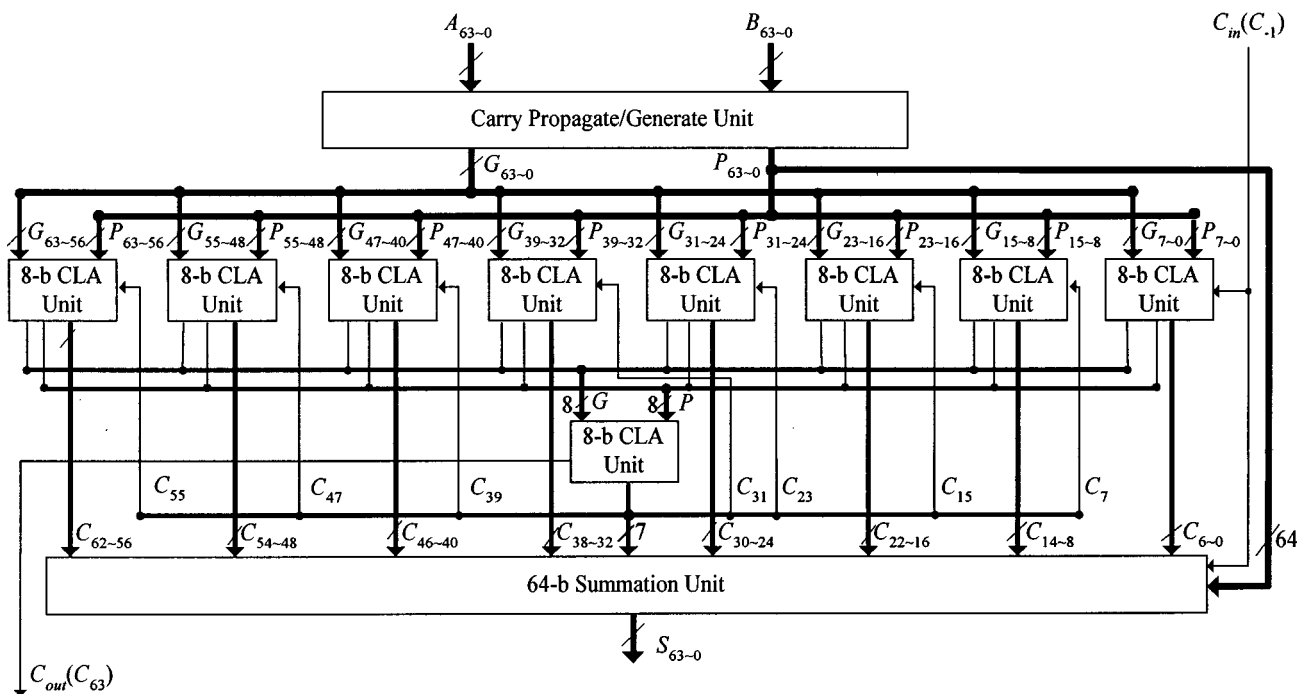 A63~0
B63~0
Cin(C-1)
Carry Propagate/Generate Unit
G63~0
P63~0
G63~56
P63~56
G55~48
P55~48
G47~40
P47~40
G39~32
P39~32
G31~24
P31~24
G23~16
P23~16
G15~8
P15~8
G7~0
P7~0
8-b CLA
Unit
8-b CLA
Unit
8-b CLA
Unit
8-b CLA
Unit
8-b CLA
Unit
8-b CLA
Unit
8-b CLA
Unit
8-b CLA
Unit
8 G
8 P
8-b CLA
Unit
C55
C47
C39
C31
C23
C15
C7
C62~56
C54~48
C46~40
C38~32
7
C30~24
C22~16
C14~8
C6~0
64
64-b Summation Unit
S63~0
Cout(C63)